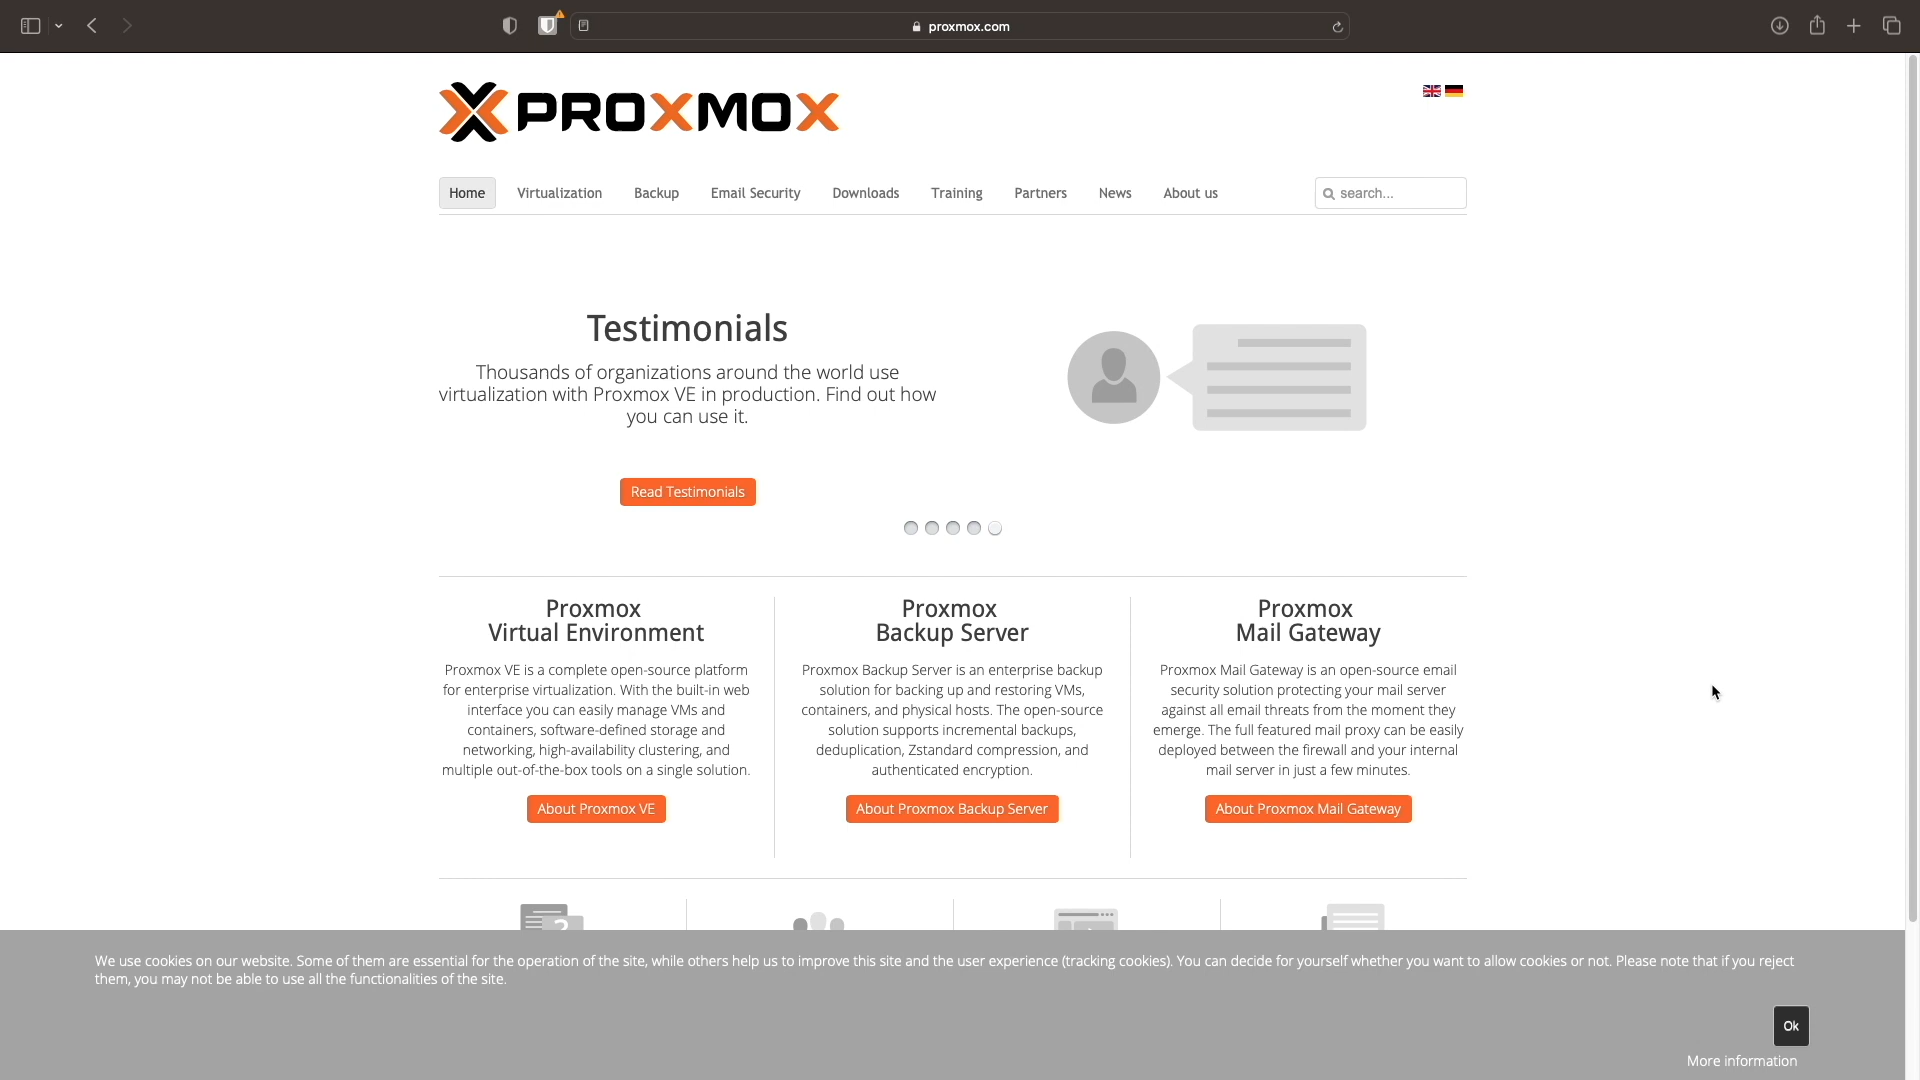 proxmox.com
PROXMOX
Home Virtualization Backup Email Security Downloads Training Partners News About us search...
Testimonials
Thousands of organizations around the world use
virtualization with Proxmox VE in production. Find out how
you can use it.
Read Testimonials
Proxmox
Virtual Environment
Proxmox VE is a complete open-source platform
for enterprise virtualization. With the built-in web
interface you can easily manage VMs and
containers, software-defined storage and
networking, high-availability clustering, and
multiple out-of-the-box tools on a single solution.
About Proxmox VE
Proxmox
Backup Server
Proxmox Backup Server is an enterprise backup
solution for backing up and restoring VMs,
containers, and physical hosts. The open-source
solution supports incremental backups,
deduplication, Zstandard compression, and
authenticated encryption.
About Proxmox Backup Server
Proxmox
Mail Gateway
Proxmox Mail Gateway is an open-source email
security solution protecting your mail server
against all email threats from the moment they
emerge. The full featured mail proxy can be easily
deployed between the firewall and your internal
mail server in just a few minutes.
About Proxmox Mail Gateway
?
We use cookies on our website. Some of them are essential for the operation of the site, while others help us to improve this site and the user experience (tracking cookies). You can decide for yourself whether you want to allow cookies or not. Please note that if you reject
them, you may not be able to use all the functionalities of the site.
Ok
More information